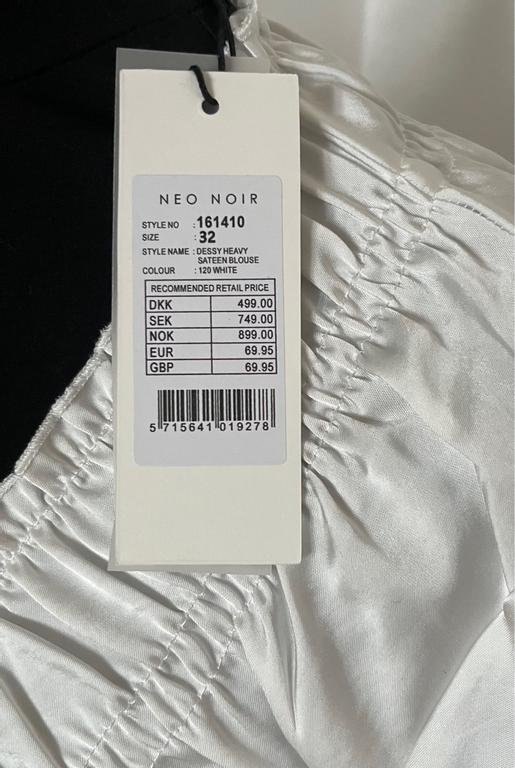 NEO NOIR
STYLE NO : 161410
SIZE : 32
STYLE NAME : DESSY HEAVY
SATEEN BLOUSE
COLOUR : 120 WHITE
RECOMMENDED RETAIL PRICE
DKK 499.00
SEK 749.00
NOK 899.00
EUR 69.95
GBP 69.95
5 715641 019278